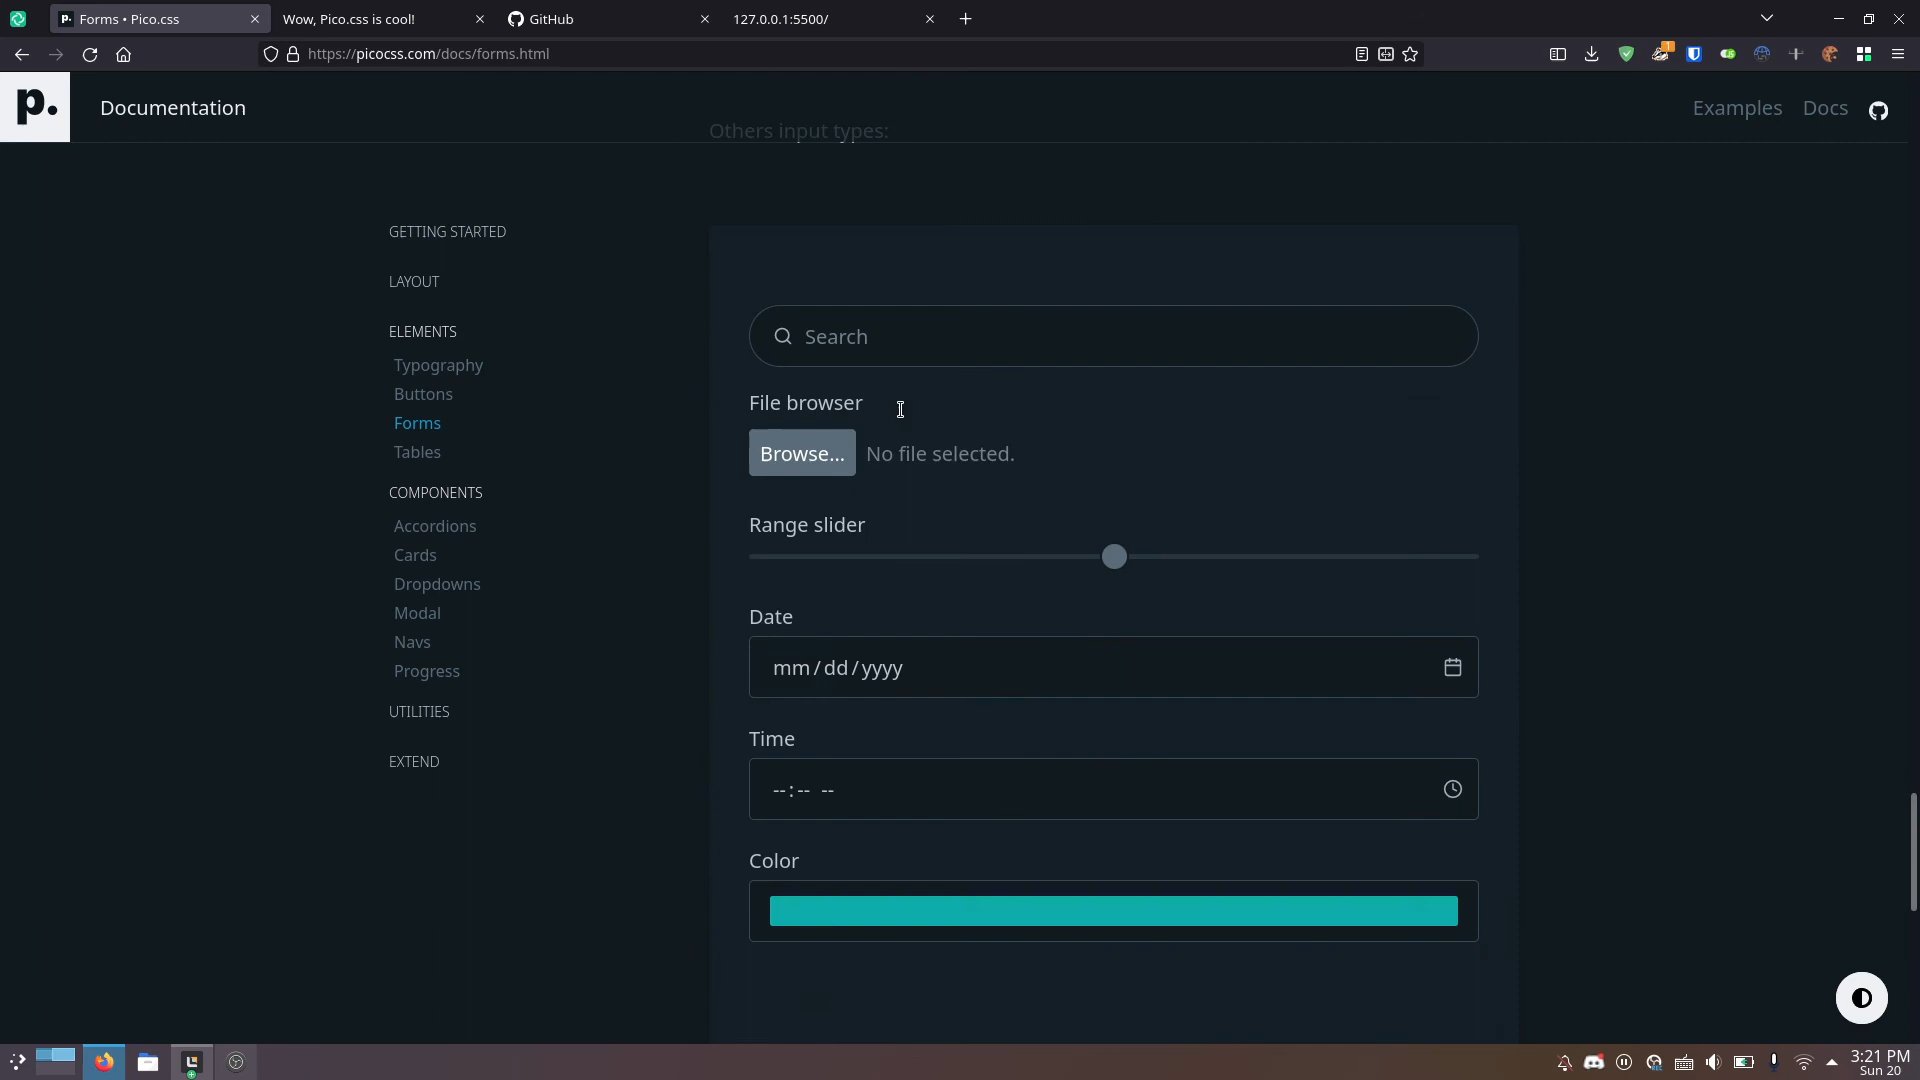 Forms • Pico.css
Wow, Pico.css is cool!
GitHub
127.0.0.1:5500/
https://picocss.com/docs/forms.html
1
p.
Documentation
Examples
Docs
Others input types:
GETTING STARTED
LAYOUT
ELEMENTS
Typography
Buttons
Forms
Tables
COMPONENTS
Accordions
Cards
Dropdowns
Modal
Navs
Progress
UTILITIES
EXTEND
Search
File browser
Browse... No file selected.
Range slider
Date
mm/dd/yyyy
Time
--:-- --
Color
3:21 PM
Sun 20